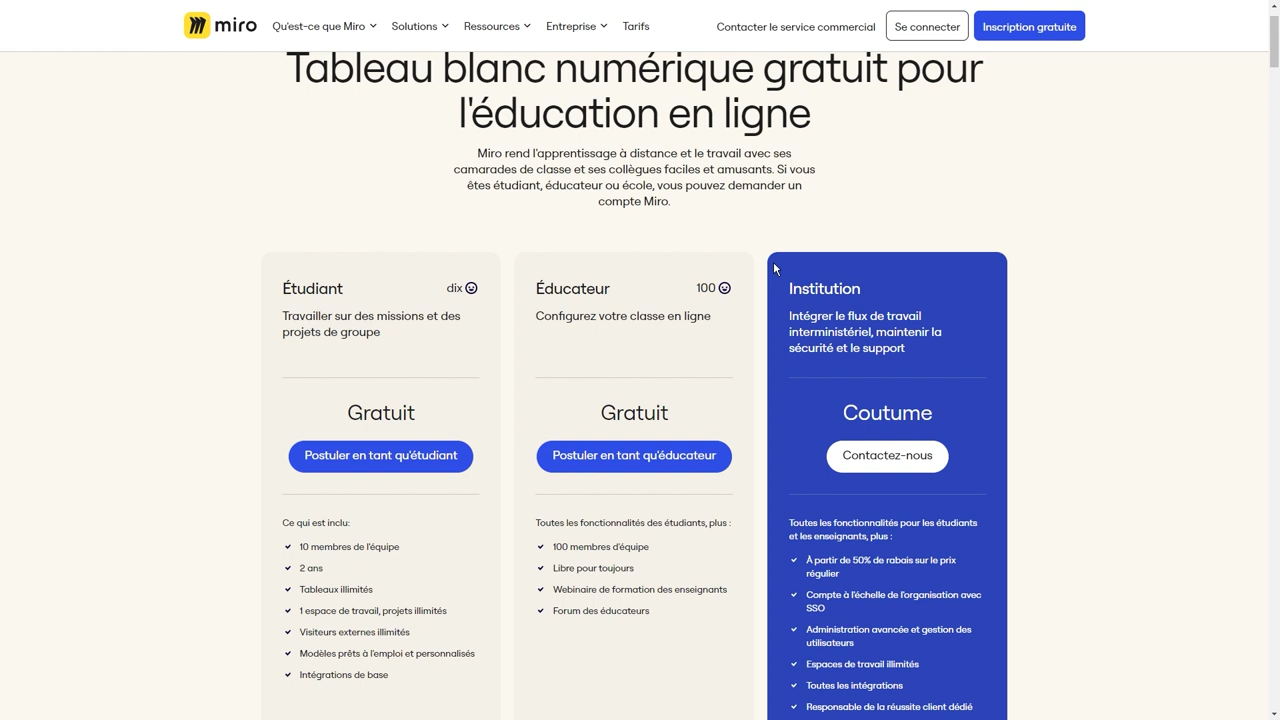 miro
Qu'est-ce que Miro
Solutions
Ressources
Entreprise
Tarifs
Contacter le service commercial
Se connecter
Inscription gratuite
Tableau blanc numérique gratuit pour
l'éducation en ligne
Miro rend l'apprentissage à distance et le travail avec ses
camarades de classe et ses collègues faciles et amusants. Si vous
êtes étudiant, éducateur ou école, vous pouvez demander un
compte Miro.
Étudiant
dix
Travailler sur des missions et des
projets de groupe
Gratuit
Postuler en tant qu'étudiant
Ce qui est inclu:
10 membres de l'équipe
2 ans
Tableaux illimités
1 espace de travail, projets illimités
Visiteurs externes illimités
Modèles prêts à l'emploi et personnalisés
Intégrations de base
Éducateur
100
Configurez votre classe en ligne
Gratuit
Postuler en tant qu'éducateur
Toutes les fonctionnalités des étudiants, plus :
100 membres d'équipe
Libre pour toujours
Webinaire de formation des enseignants
Forum des éducateurs
Institution
Intégrer le flux de travail
interministériel, maintenir la
sécurité et le support
Coutume
Contactez-nous
Toutes les fonctionnalités pour les étudiants
et les enseignants, plus :
À partir de 50% de rabais sur le prix
régulier
Compte à l'échelle de l'organisation avec
SSO
Administration avancée et gestion des
utilisateurs
Espaces de travail illimités
Toutes les intégrations
Responsable de la réussite client dédié